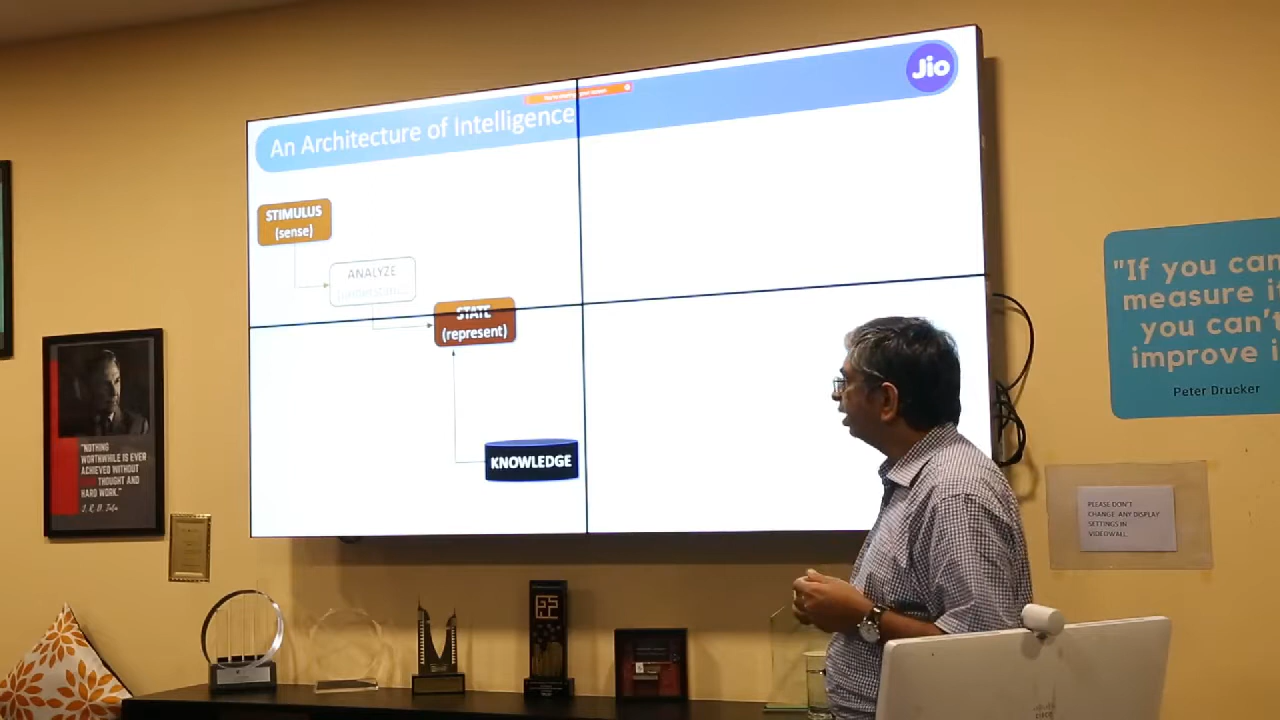 Jio
An Architecture of Intelligence
STIMULUS
(sense)
ANALYZE
STATE
(represent)
KNOWLEDGE
"If you can
measure it
you can't
improve i
Peter Drucker
PLEASE DON'T
CHANGE ANY DISPLAY
SETTINGS IN
VIDEOWALL.
"NOTHING
WORTHWHILE IS EVER
ACHIEVED WITHOUT
THOUGHT AND
HARD WORK."
J. R. D. Tata